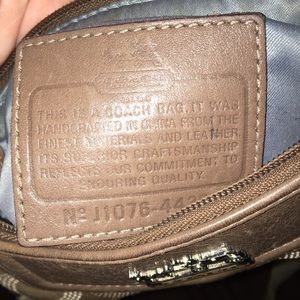 THIS IS A COACH BAG. IT WAS
HANDCRAFTED IN CHINA FROM THE
FINEST MATERIALS AND LEATHER.
ITS SUPERIOR CRAFTSMANSHIP
REFLECTS OUR COMMITMENT TO
ENDURING QUALITY.
Nº J1076-44